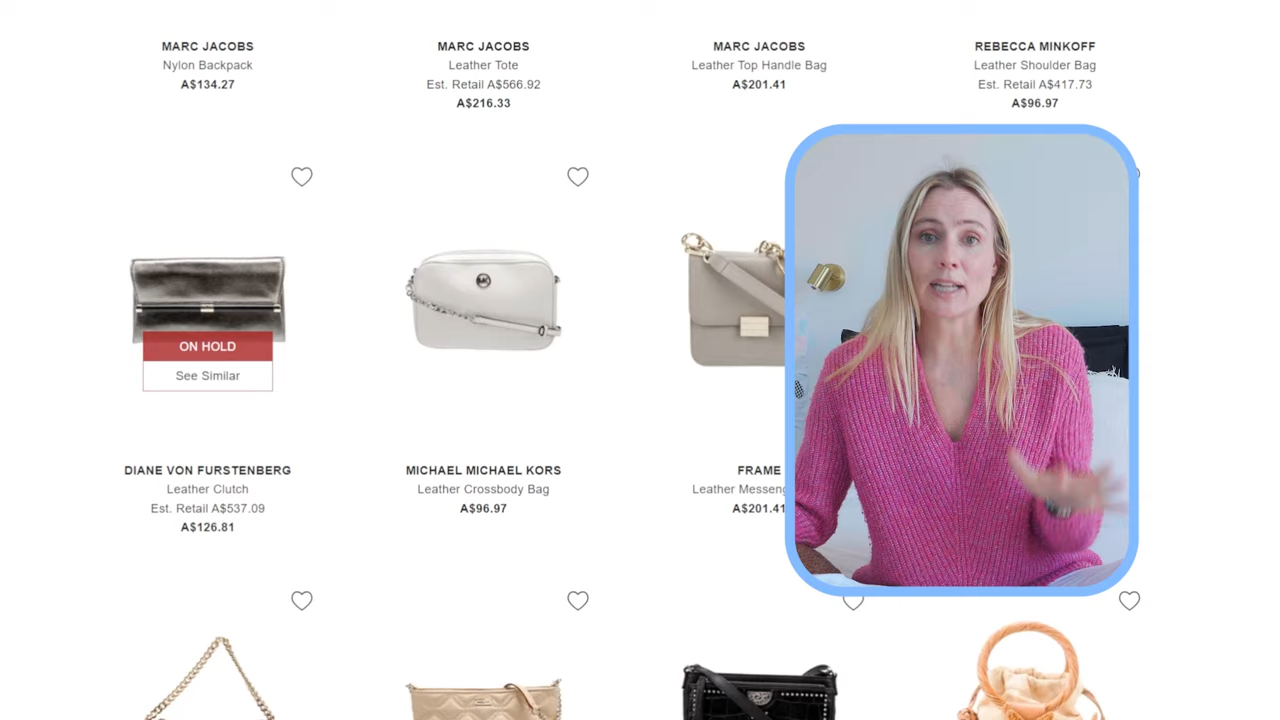 MARC JACOBS
Nylon Backpack
A$134.27
MARC JACOBS
Leather Tote
Est. Retail A$566.92
A$216.33
MARC JACOBS
Leather Top Handle Bag
A$201.41
REBECCA MINKOFF
Leather Shoulder Bag
Est. Retail A$417.73
A$96.97
ON HOLD
See Similar
DIANE VON FURSTENBERG
Leather Clutch
Est. Retail A$537.09
A$126.81
MK
MICHAEL MICHAEL KORS
Leather Crossbody Bag
A$96.97
FRAME
Leather
A$201.41